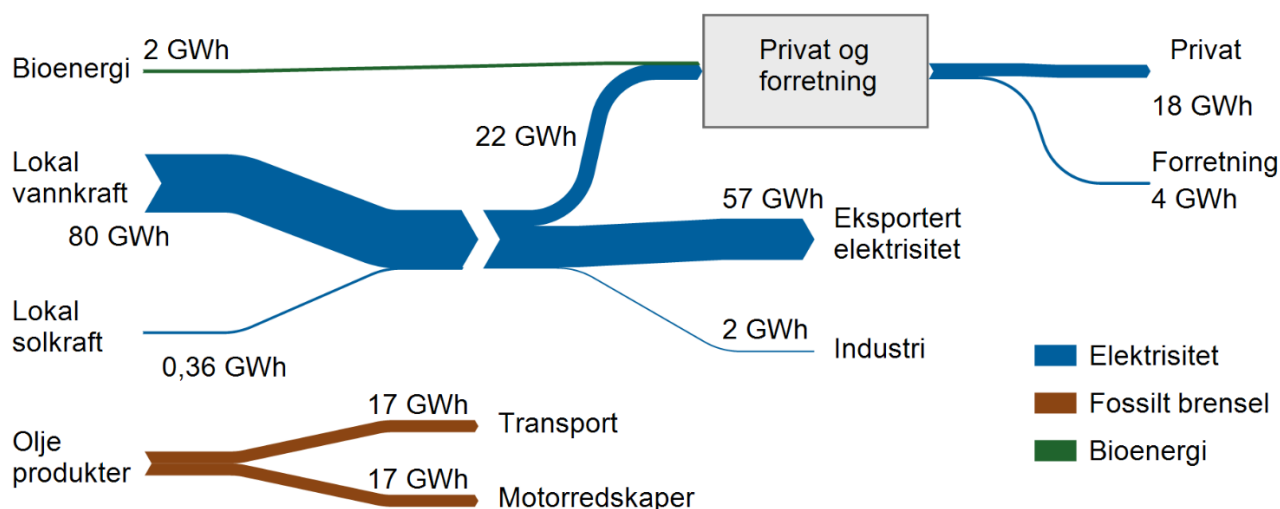 Bioenergi
2 GWh
Privat og
forretning
Privat
18 GWh
22 GWh
Lokal
vannkraft
80 GWh
Forretning
4 GWh
57 GWh
Eksportert
elektrisitet
Lokal
solkraft
0,36 GWh
2 GWh
Industri
Elektrisitet
Fossilt brensel
Bioenergi
Olje
produkter
17 GWh
Transport
17 GWh
Motorredskaper